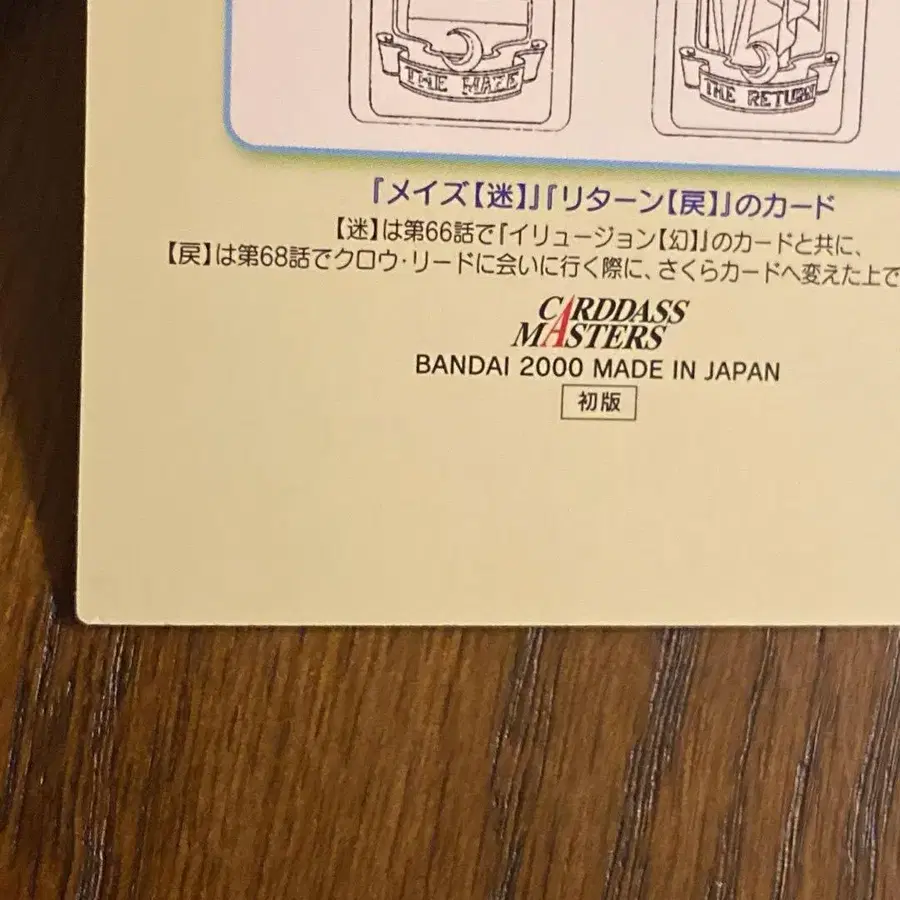 THE MAZE
THE RETURN
『メイズ【迷】』『リターン【戻】』のカード
【迷】は第66話で『イリュージョン【幻】』のカードと共に、
【戻】は第68話でクロウ・リードに会いに行く際に、さくらカードへ変えた上で
CARDDASS
MASTERS
BANDAI 2000 MADE IN JAPAN
初版